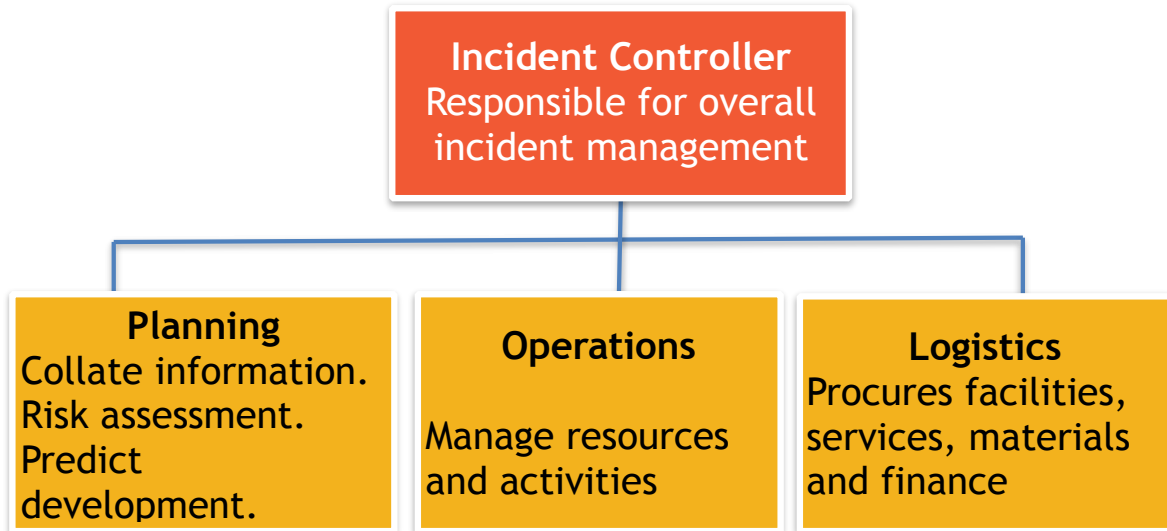 Incident Controller
Responsible for overall
incident management
Planning
Collate information.
Risk assessment.
Predict
development.
Operations
Manage resources
and activities
Logistics
Procures facilities,
services, materials
and finance